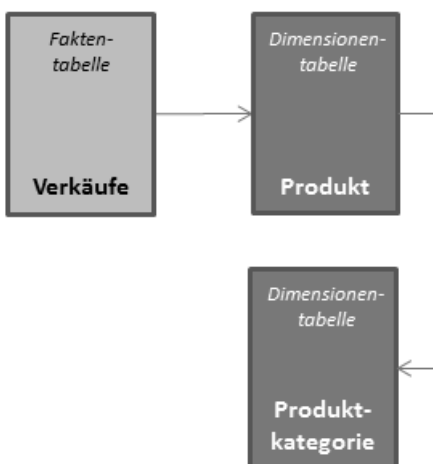 Fakten-
tabelle
Verkäufe
Dimensionen-
tabelle
Produkt
Dimensionen-
tabelle
Produkt-
kategorie